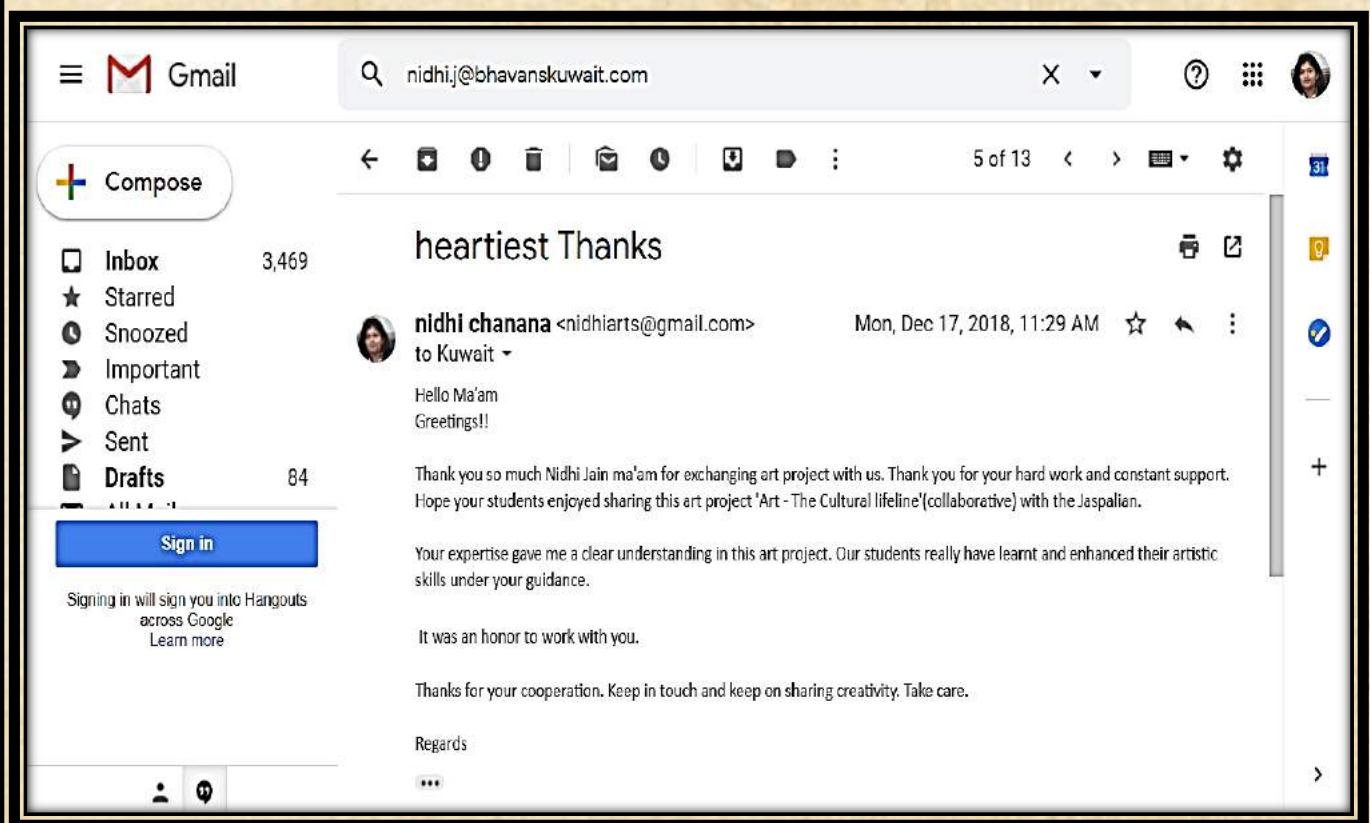 Gmail
nidhi.j@bhavanskuwait.com
Compose
5 of 13
31
heartiest Thanks
Inbox 3,469
Starred
Snoozed
Important
Chats
Sent
Drafts 84
All Mail
nidhi chanana <nidhiarts@gmail.com> Mon, Dec 17, 2018, 11:29 AM
to Kuwait
Hello Ma'am
Greetings!!
Thank you so much Nidhi Jain ma'am for exchanging art project with us. Thank you for your hard work and constant support.
Hope your students enjoyed sharing this art project 'Art - The Cultural lifeline'(collaborative) with the Jaspalian.
Your expertise gave me a clear understanding in this art project. Our students really have learnt and enhanced their artistic
skills under your guidance.
It was an honor to work with you.
Thanks for your cooperation. Keep in touch and keep on sharing creativity. Take care.
Regards
Sign in
Signing in will sign you into Hangouts
across Google
Learn more